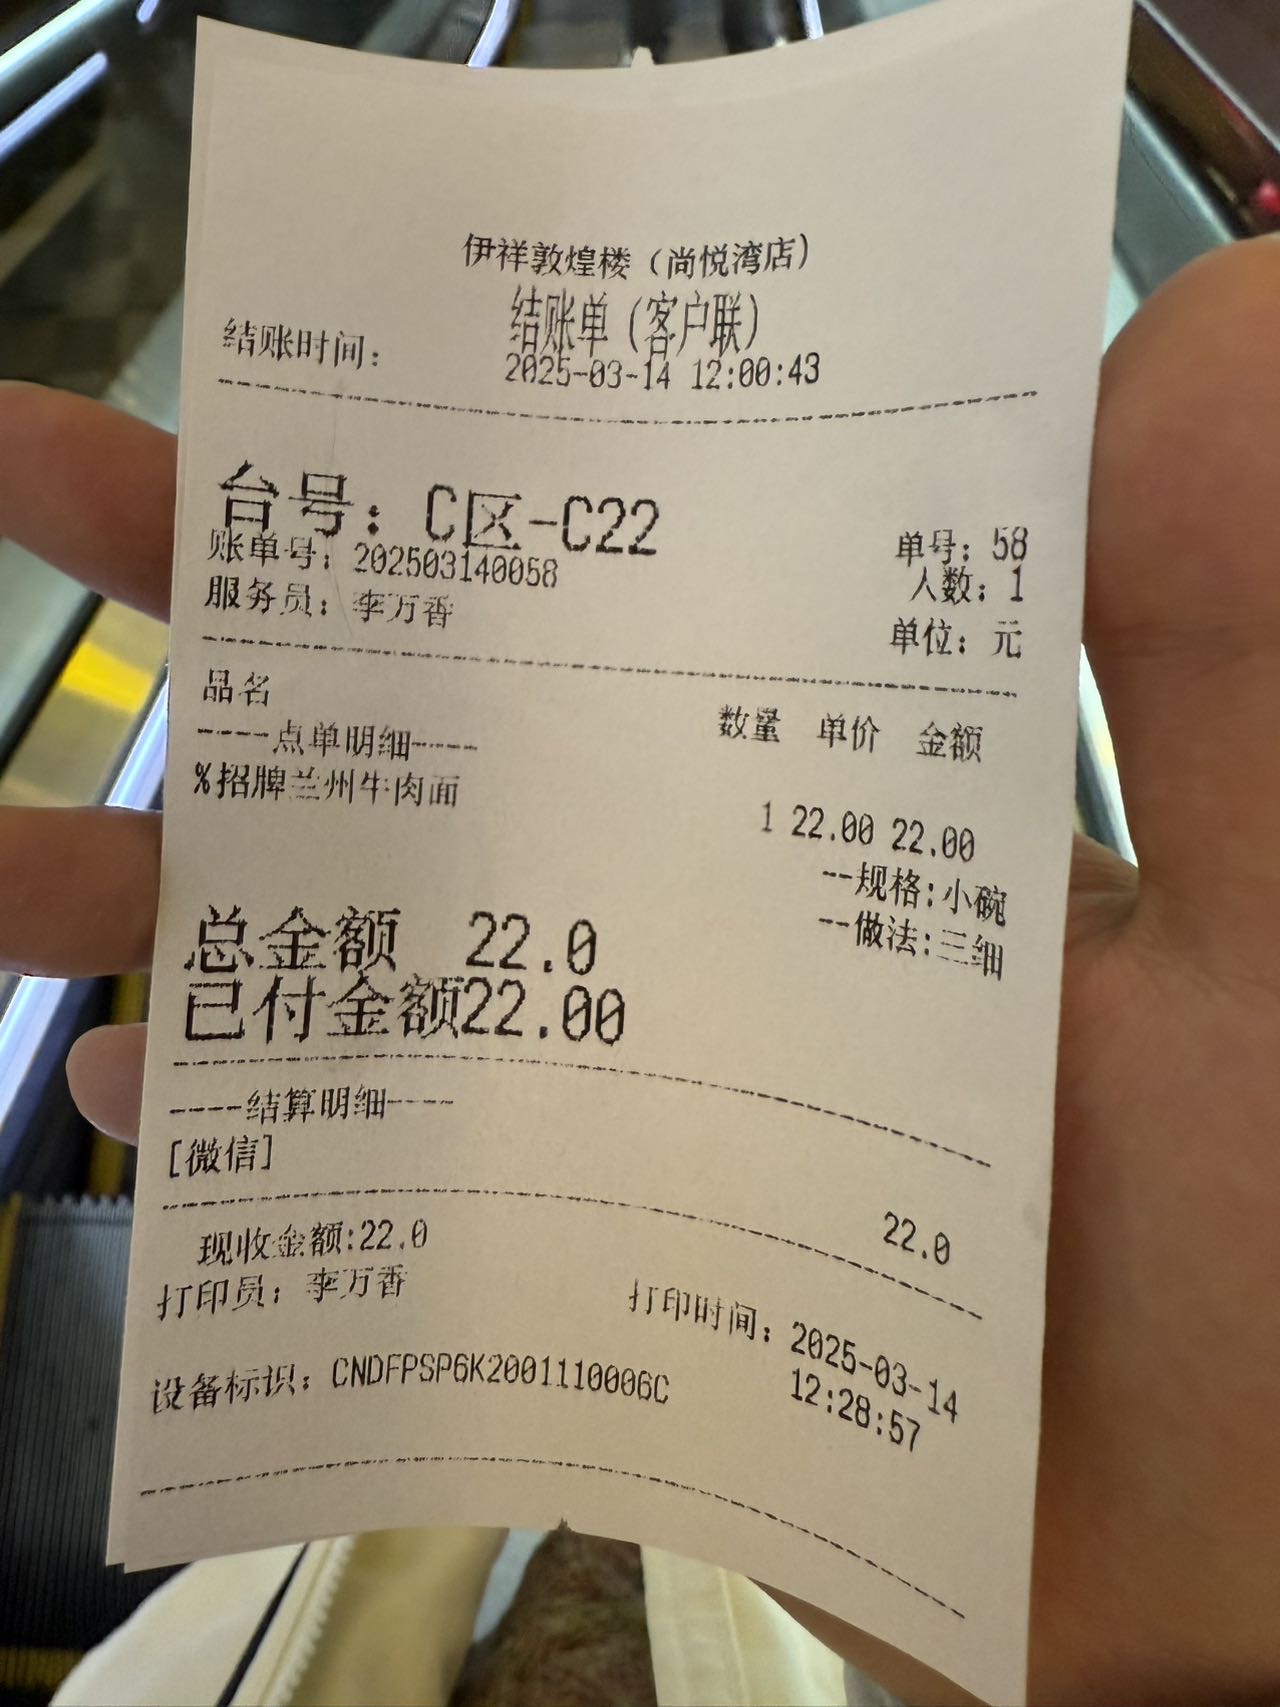 伊祥敦煌楼（尚悦湾店）
结账单（客户联）
结账时间： 2025-03-14 12:00:43
台号：C区-C22
账单号：202503140058 单号：58
服务员：李万香 人数：1
单位：元
品名 数量 单价 金额
----点单明细----
%招牌兰州牛肉面
1 22.00 22.00
--规格:小碗
--做法:三细
总金额 22.0
已付金额22.00
----结算明细----
[微信] 22.0
现收金额:22.0
打印员：李万香 打印时间：2025-03-14
12:28:57
设备标识：CNDFPSP6K2001110006C